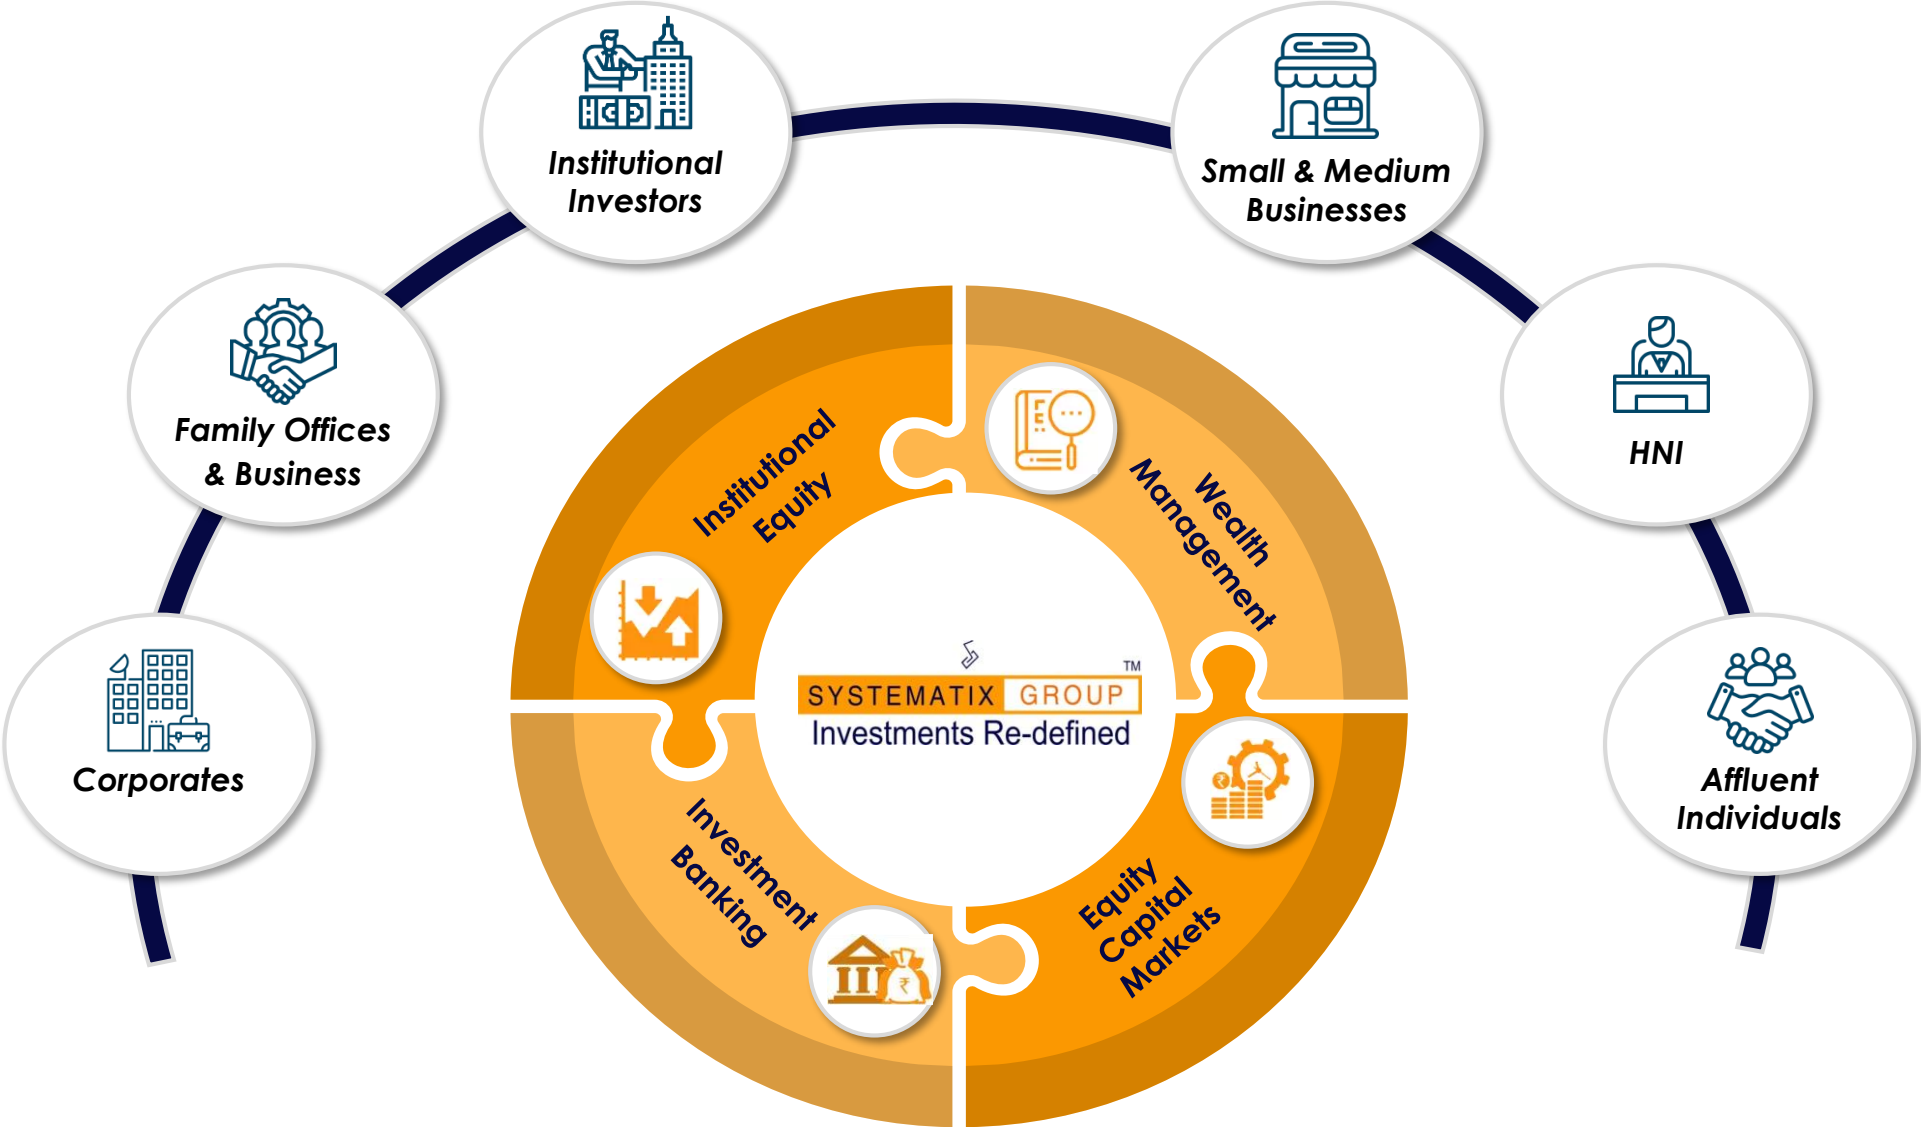 Institutional
Investors
Small & Medium
Businesses
Family Offices
& Business
HNI
Corporates
Affluent
Individuals
Institutional
Equity
Wealth
Management
SYSTEMATIX GROUP TM
Investments Re-defined
Investment
Banking
Equity
Capital
Markets
₹
₹